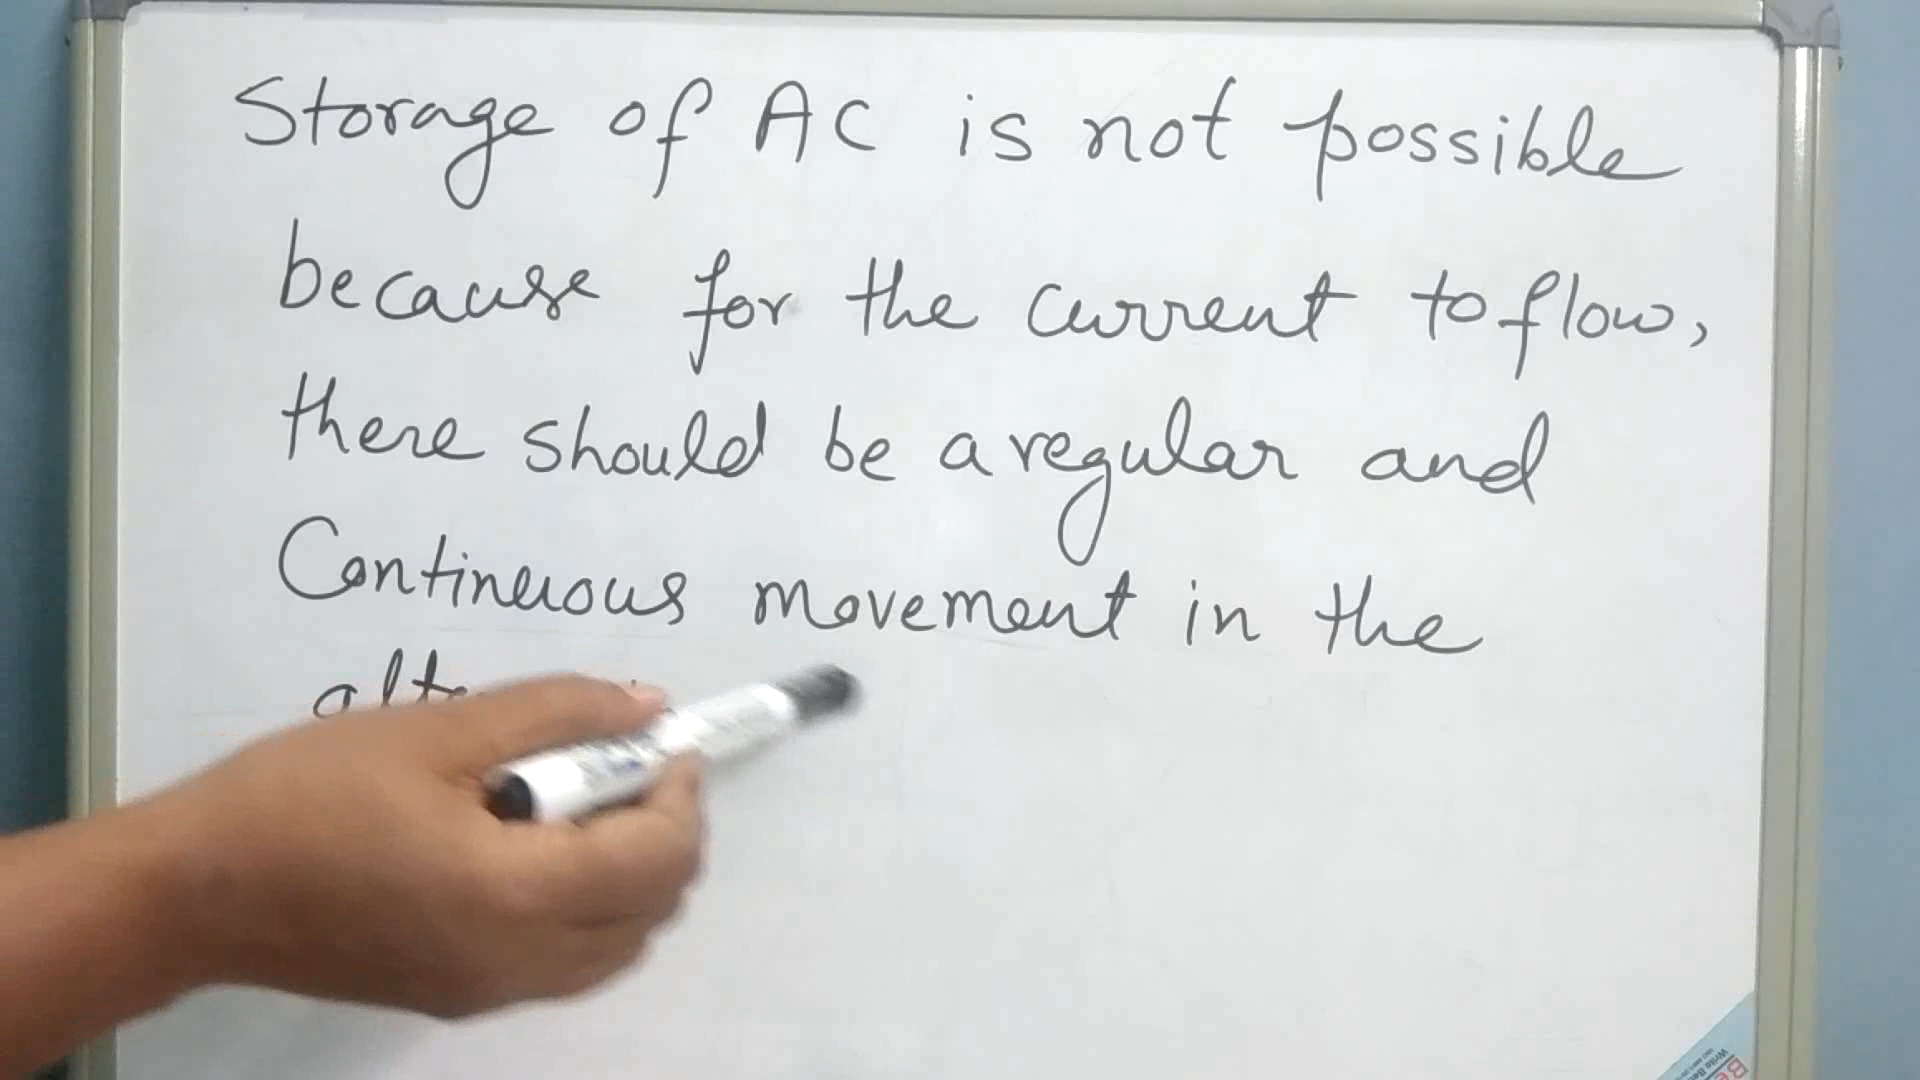 Storage of AC is not possible
because for the current to flow,
there should be a regular and
Continuous movement in the